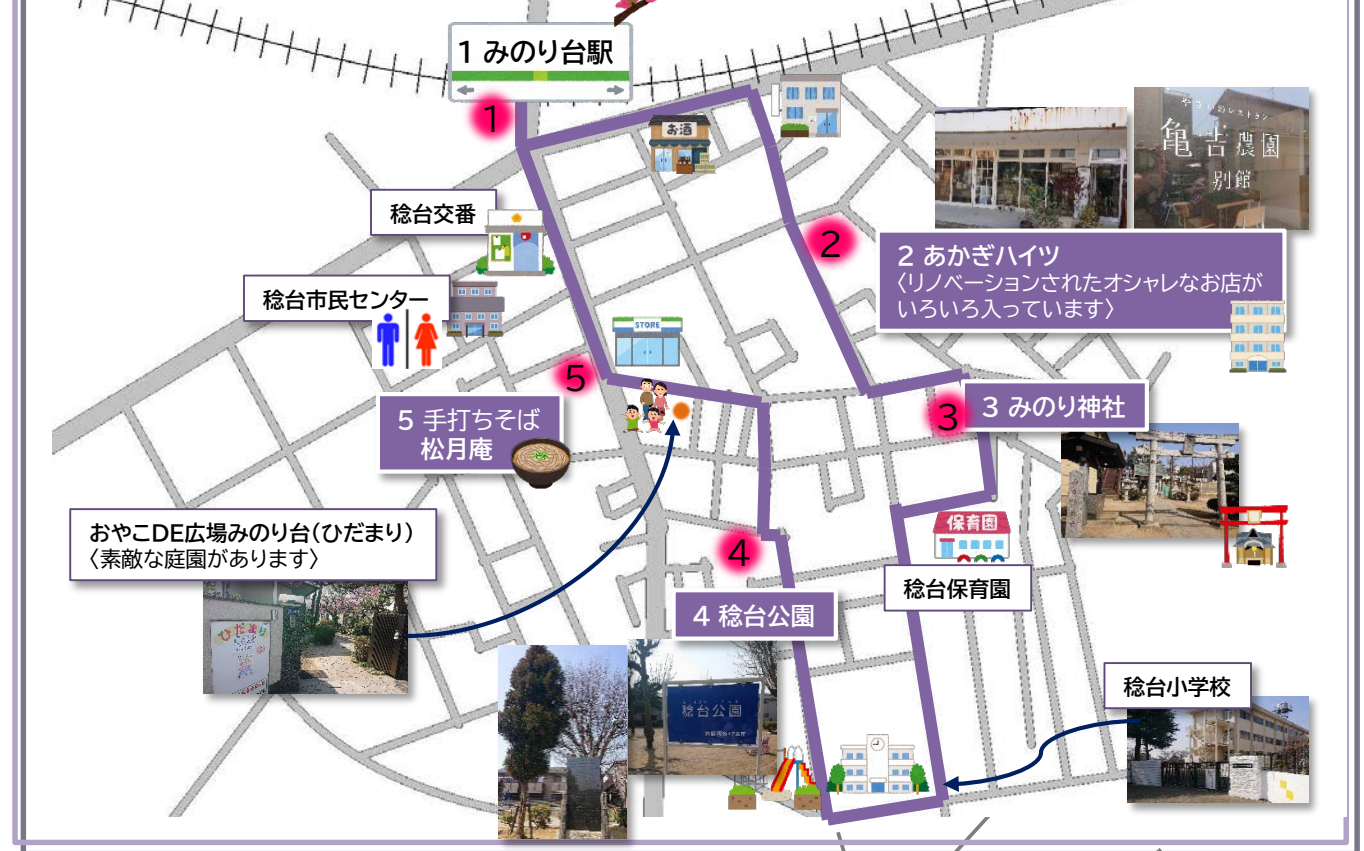 1 みのり台駅
1
お酒
やさいのレストラン
亀吉農園
別館
稔台交番
2
2 あかぎハイツ
〈リノベーションされたオシャレなお店が
いろいろ入っています〉
稔台市民センター
STORE
5
5 手打ちそば
松月庵
3
3 みのり神社
おやこDE広場みのり台(ひだまり)
〈素敵な庭園があります〉
保育園
4
稔台保育園
4 稔台公園
ひだまり
稔台公園
稔台小学校